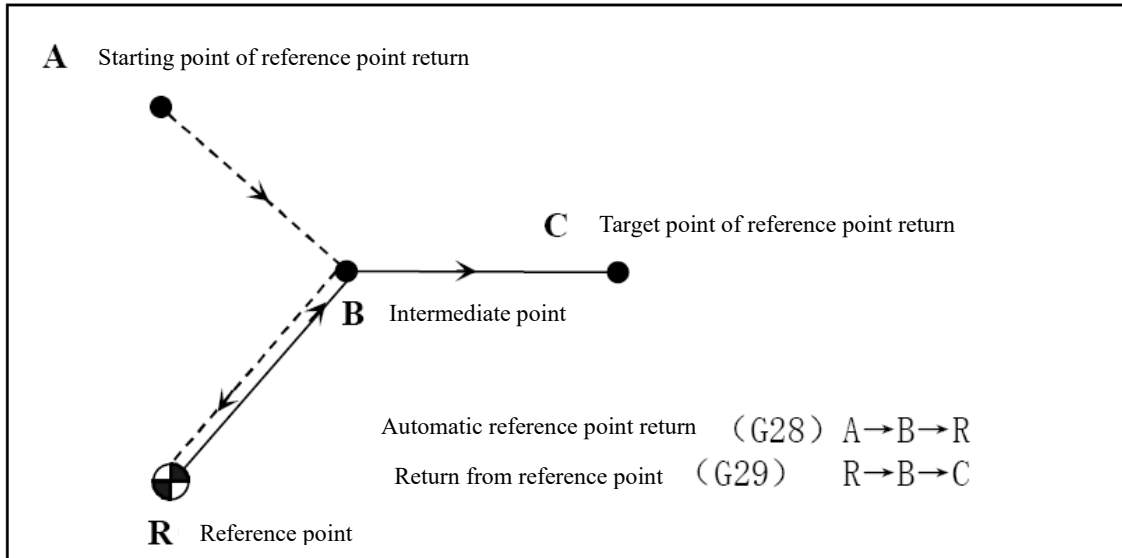 A Starting point of reference point return
C Target point of reference point return
B Intermediate point
Automatic reference point return （G28） A→B→R
Return from reference point （G29） R→B→C
R Reference point